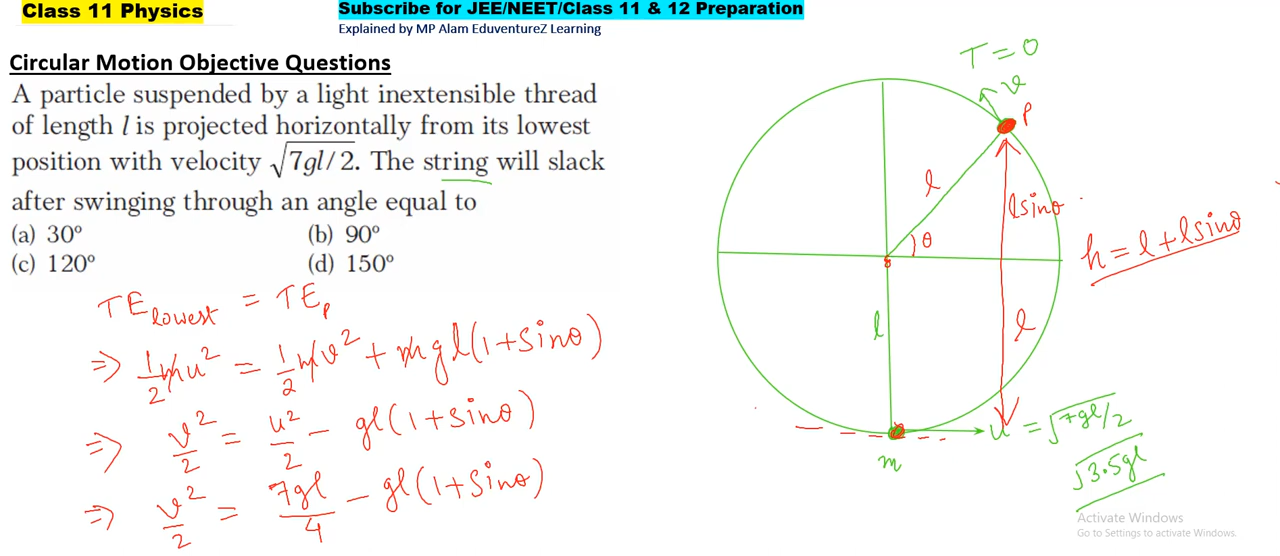 Class 11 Physics
Subscribe for JEE/NEET/Class 11 & 12 Preparation
Explained by MP Alam EduventureZ Learning
Circular Motion Objective Questions
A particle suspended by a light inextensible thread
of length l is projected horizontally from its lowest
position with velocity √7gl/2. The string will slack
after swinging through an angle equal to
(a) 30° (b) 90°
(c) 120° (d) 150°
TE lowest = TE P
⇒ 1/2 mu² = 1/2 mv² + mgl(1+sinθ)
⇒ v²/2 = u²/2 - gl(1+sinθ)
⇒ v²/2 = 7gl/4 - gl(1+sinθ)
T=0
v
P
l
lsinθ
θ
h=l+lsinθ
l
l
u = √7gl/2
m
√3.5gl
Activate Windows
Go to Settings to activate Windows.